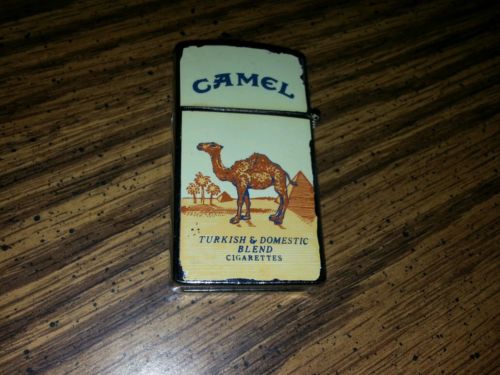 CAMEL
TURKISH & DOMESTIC
BLEND
CIGARETTES